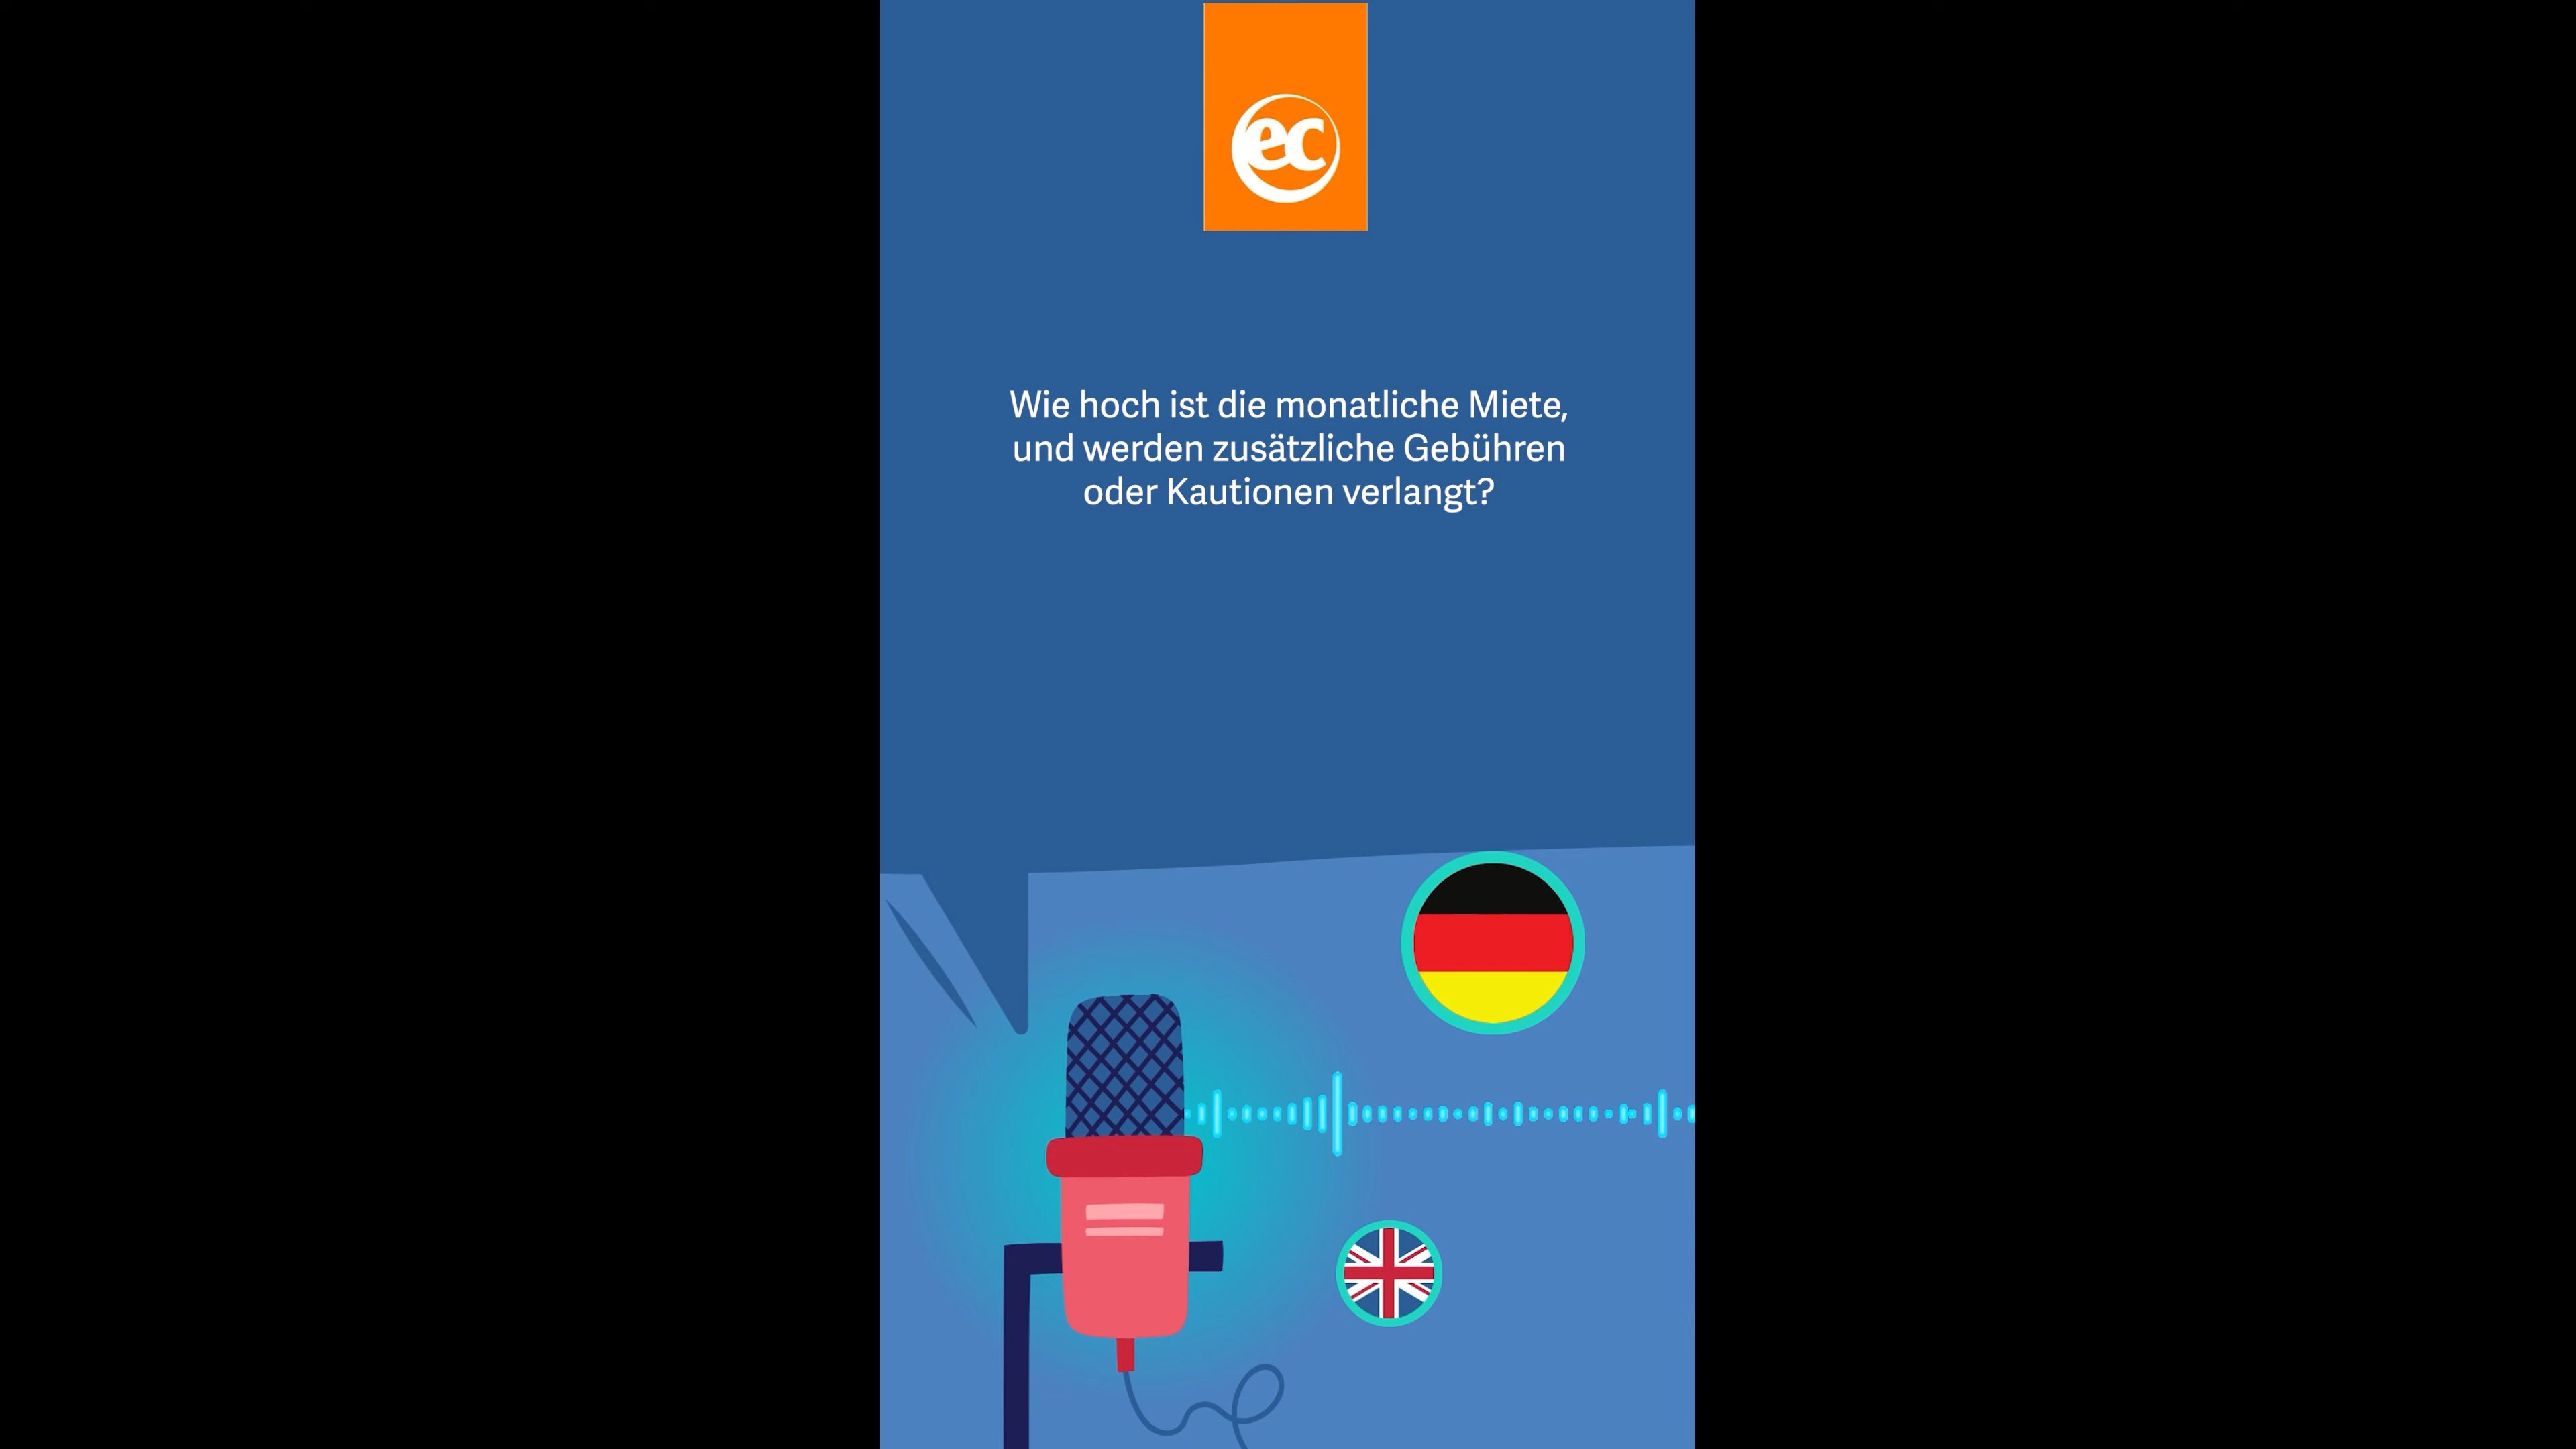 ec
Wie hoch ist die monatliche Miete,
und werden zusätzliche Gebühren
oder Kautionen verlangt?